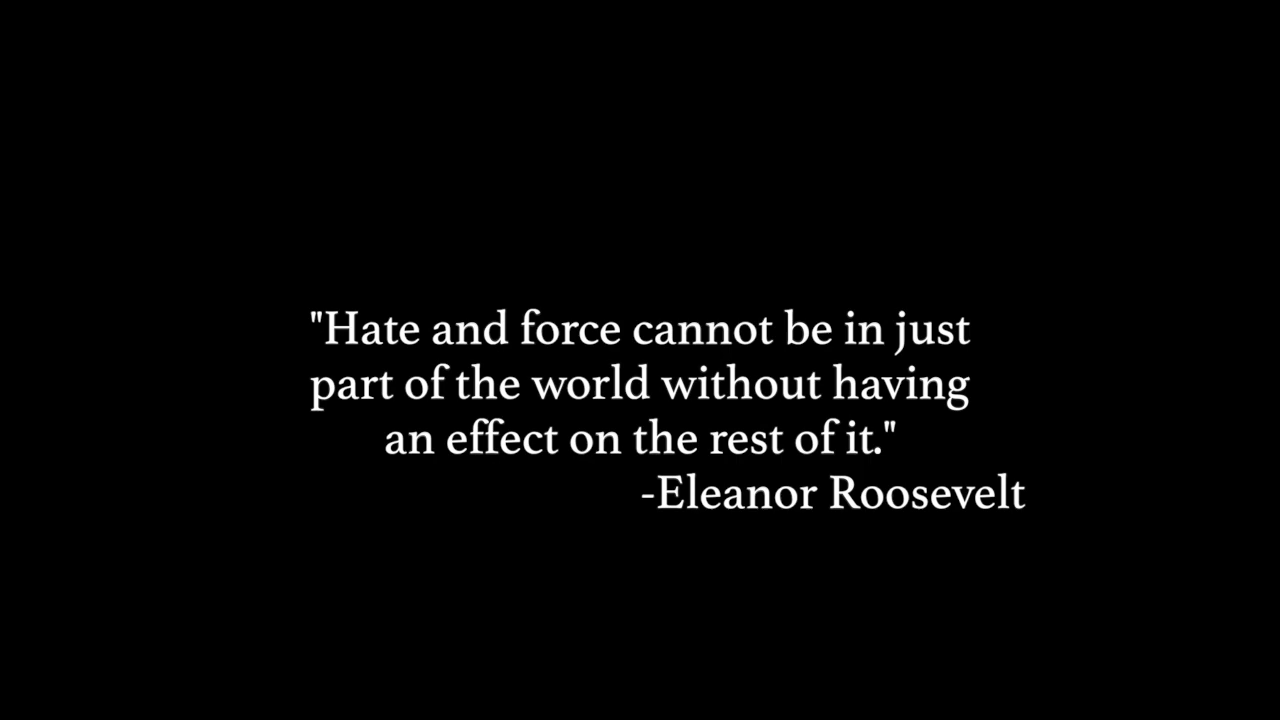 "Hate and force cannot be in just
part of the world without having
an effect on the rest of it."
-Eleanor Roosevelt